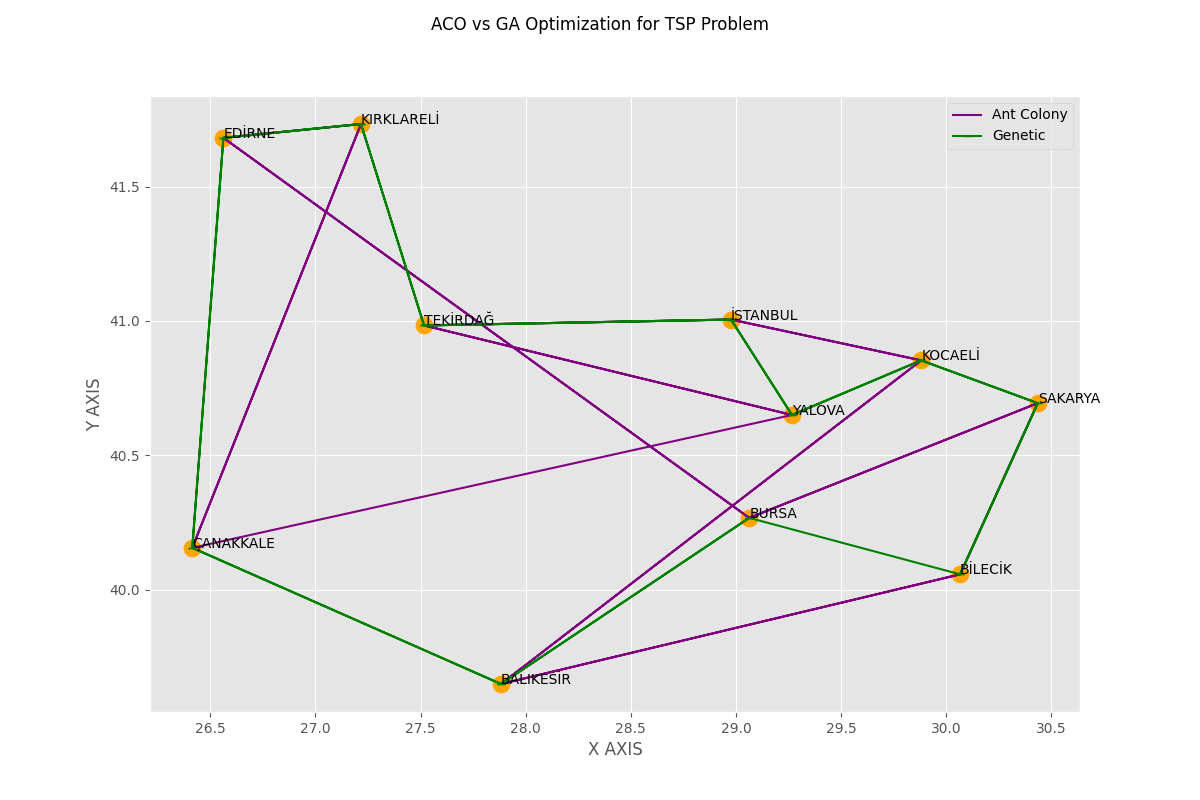 ACO vs GA Optimization for TSP Problem
Ant Colony
Genetic
EDİRNE
KIRKLARELİ
TEKİRDAĞ
İSTANBUL
KOCAELİ
SAKARYA
YALOVA
BURSA
ÇANAKKALE
BİLECİK
BALIKESİR
41.5
41.0
40.5
40.0
Y AXIS
26.5 27.0 27.5 28.0 28.5 29.0 29.5 30.0 30.5
X AXIS